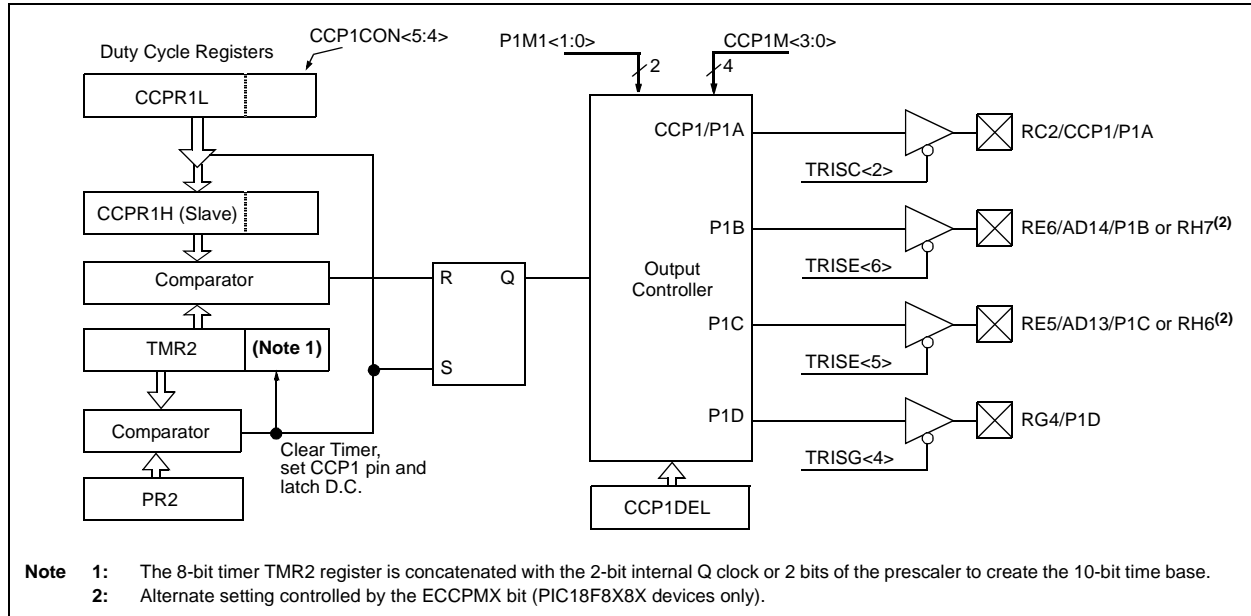 Duty Cycle Registers
CCP1CON<5:4>
CCPR1L
CCPR1H (Slave)
Comparator
TMR2
(Note 1)
Comparator
PR2
Clear Timer,
set CCP1 pin and
latch D.C.
R
Q
S
P1M1<1:0>
2
CCP1M<3:0>
4
Output
Controller
CCP1/P1A
P1B
P1C
P1D
CCP1DEL
TRISC<2>
RC2/CCP1/P1A
TRISE<6>
RE6/AD14/P1B or RH7(2)
TRISE<5>
RE5/AD13/P1C or RH6(2)
TRISG<4>
RG4/P1D
Note 1: The 8-bit timer TMR2 register is concatenated with the 2-bit internal Q clock or 2 bits of the prescaler to create the 10-bit time base.
2: Alternate setting controlled by the ECCPMX bit (PIC18F8X8X devices only).